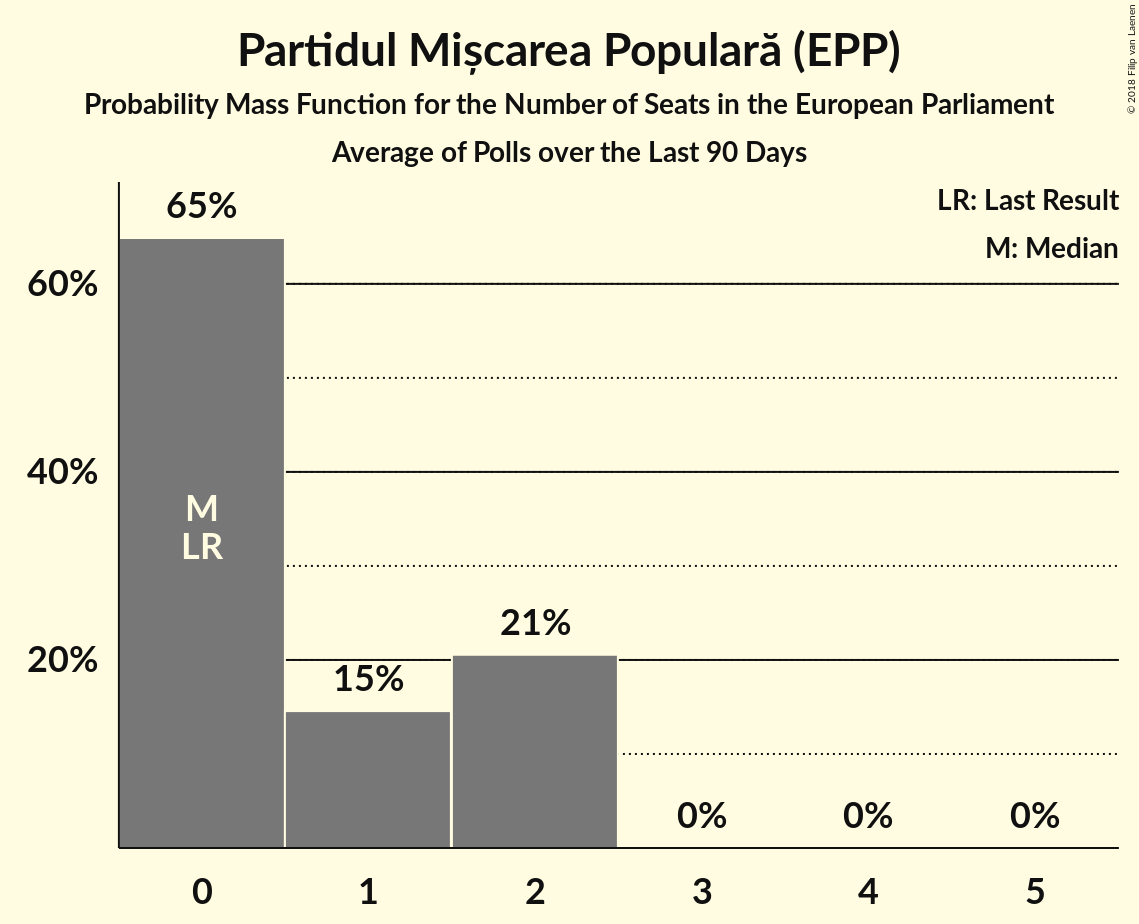 Partidul Mișcarea Populară (EPP)
Probability Mass Function for the Number of Seats in the European Parliament
Average of Polls over the Last 90 Days
© 2018 Filip van Laenen
LR: Last Result
M: Median
65%
60%
40%
M
LR
21%
20%
15%
0%
0%
0%
0
1
2
3
4
5